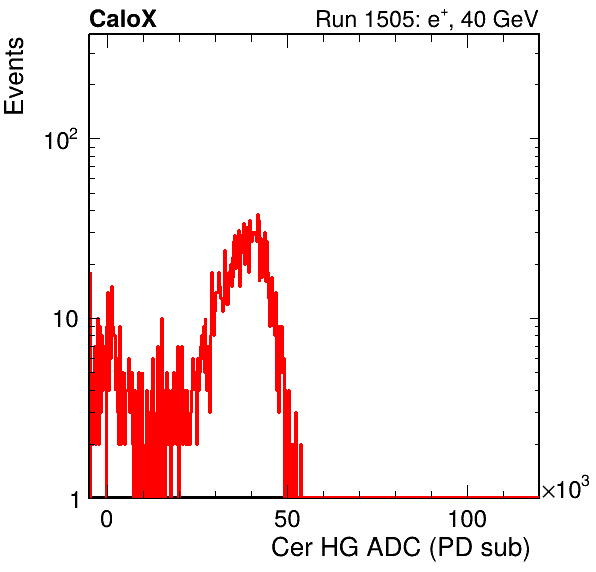 CaloX
Run 1505: e⁺, 40 GeV
Events
10²
10
1
0
50
100
×10³
Cer HG ADC (PD sub)